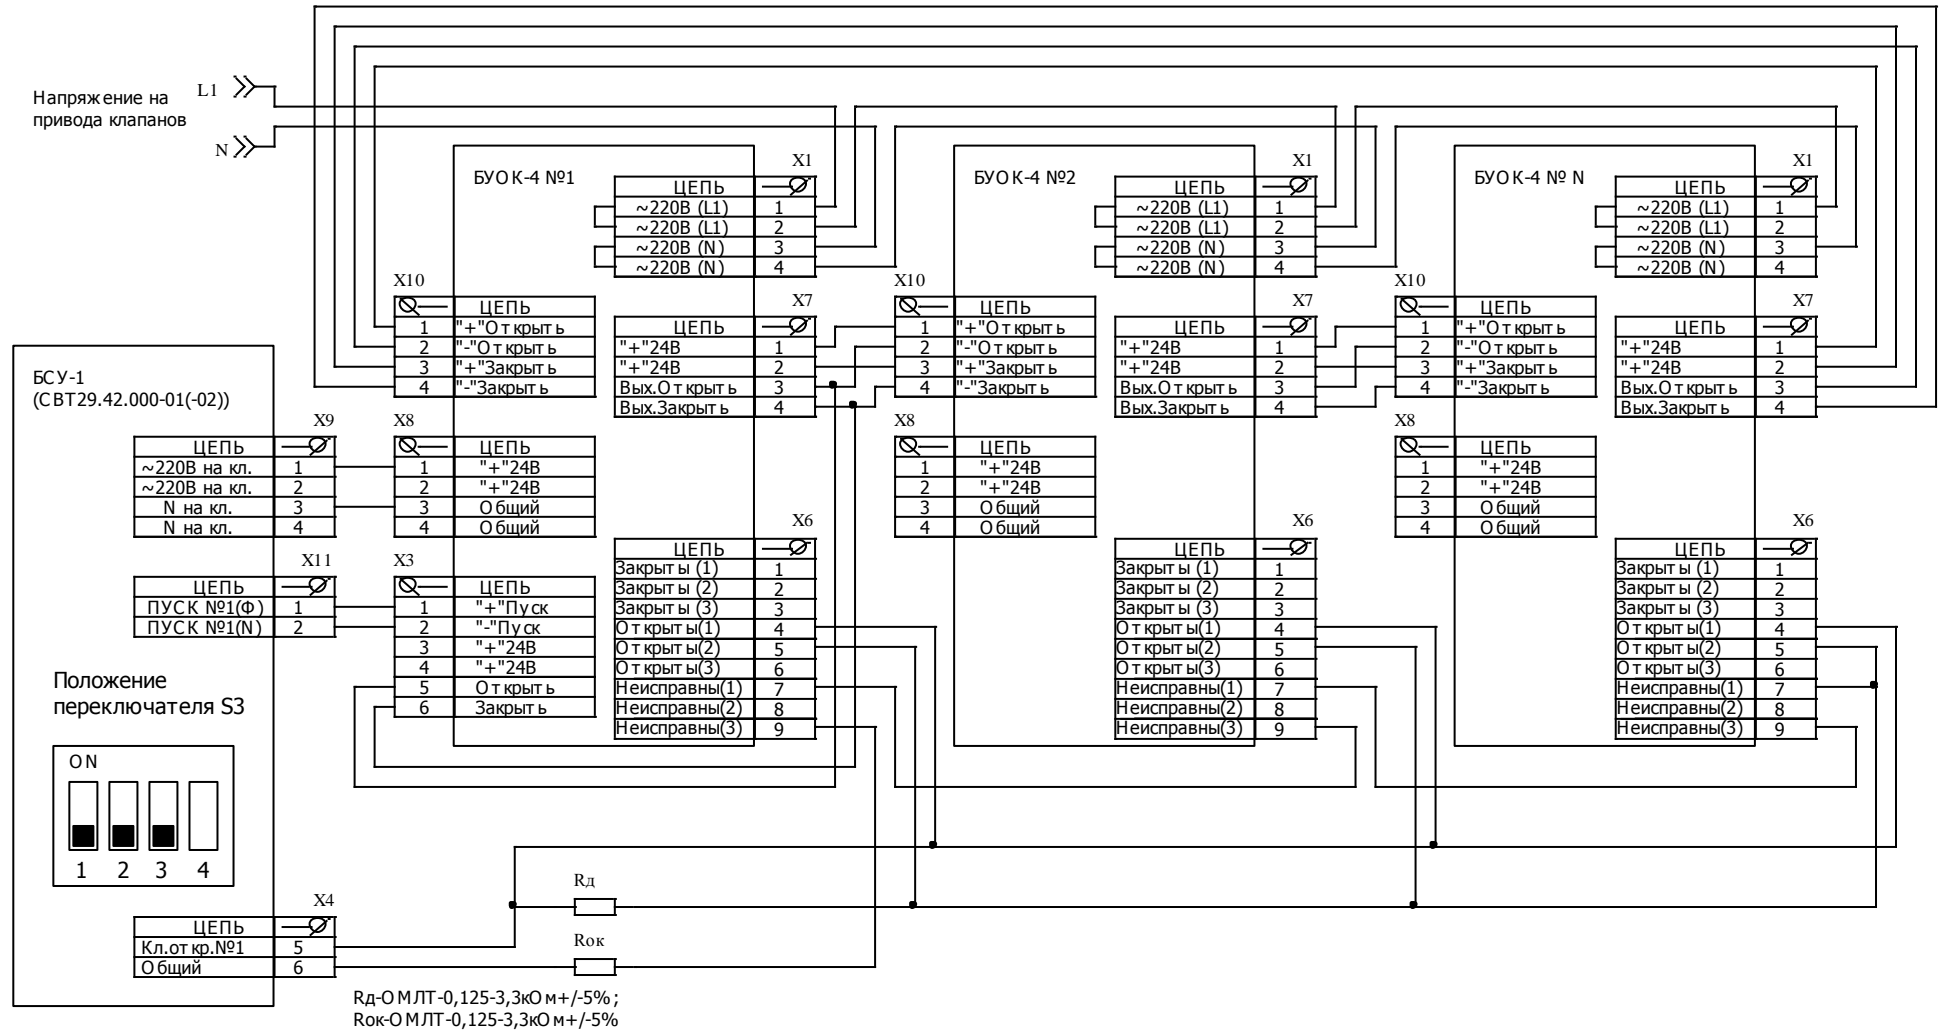 Напряжение на
привода клапанов
L1
N
БУОК-4 №1
X1
ЦЕПЬ
~220В (L1) 1
~220В (L1) 2
~220В (N) 3
~220В (N) 4
X10
ЦЕПЬ
1 "+"Открыть
2 "-"Открыть
3 "+"Закрыть
4 "-"Закрыть
X7
ЦЕПЬ
"+"24В 1
"+"24В 2
Вых.Открыть 3
Вых.Закрыть 4
X8
ЦЕПЬ
1 "+"24В
2 "+"24В
3 Общий
4 Общий
X3
ЦЕПЬ
1 "+"Пуск
2 "-"Пуск
3 "+"24В
4 "+"24В
5 Открыть
6 Закрыть
X6
ЦЕПЬ
Закрыты (1) 1
Закрыты (2) 2
Закрыты (3) 3
Открыты(1) 4
Открыты(2) 5
Открыты(3) 6
Неисправны(1) 7
Неисправны(2) 8
Неисправны(3) 9
БУОК-4 №2
X1
ЦЕПЬ
~220В (L1) 1
~220В (L1) 2
~220В (N) 3
~220В (N) 4
X10
ЦЕПЬ
1 "+"Открыть
2 "-"Открыть
3 "+"Закрыть
4 "-"Закрыть
X7
ЦЕПЬ
"+"24В 1
"+"24В 2
Вых.Открыть 3
Вых.Закрыть 4
X8
ЦЕПЬ
1 "+"24В
2 "+"24В
3 Общий
4 Общий
X6
ЦЕПЬ
Закрыты (1) 1
Закрыты (2) 2
Закрыты (3) 3
Открыты(1) 4
Открыты(2) 5
Открыты(3) 6
Неисправны(1) 7
Неисправны(2) 8
Неисправны(3) 9
БУОК-4 № N
X1
ЦЕПЬ
~220В (L1) 1
~220В (L1) 2
~220В (N) 3
~220В (N) 4
X10
ЦЕПЬ
1 "+"Открыть
2 "-"Открыть
3 "+"Закрыть
4 "-"Закрыть
X7
ЦЕПЬ
"+"24В 1
"+"24В 2
Вых.Открыть 3
Вых.Закрыть 4
X8
ЦЕПЬ
1 "+"24В
2 "+"24В
3 Общий
4 Общий
X6
ЦЕПЬ
Закрыты (1) 1
Закрыты (2) 2
Закрыты (3) 3
Открыты(1) 4
Открыты(2) 5
Открыты(3) 6
Неисправны(1) 7
Неисправны(2) 8
Неисправны(3) 9
БСУ-1
(СВТ29.42.000-01(-02))
X9
ЦЕПЬ
~220В на кл. 1
~220В на кл. 2
N на кл. 3
N на кл. 4
X11
ЦЕПЬ
ПУСК №1(Ф) 1
ПУСК №1(N) 2
Положение
переключателя S3
ON
1 2 3 4
X4
ЦЕПЬ
Кл.откр.№1 5
Общий 6
Rд
Rок
Rд-ОМЛТ-0,125-3,3кОм+/-5%;
Rок-ОМЛТ-0,125-3,3кОм+/-5%